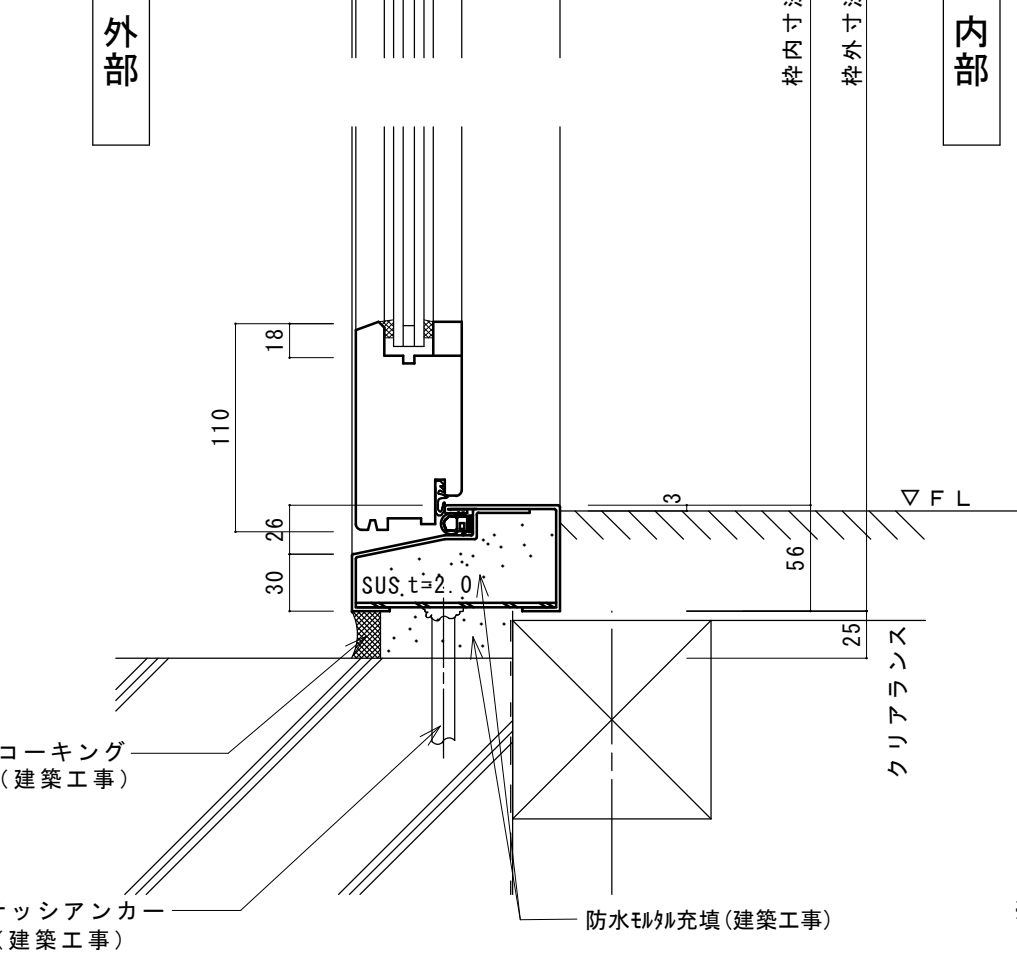 外部
枠内寸
枠外寸
内部
18
110
26
30
3
▽FL
56
25
SUS t=2.0
クリアランス
コーキング
(建築工事)
サッシアンカー
(建築工事)
防水ﾓﾙﾀﾙ充填(建築工事)